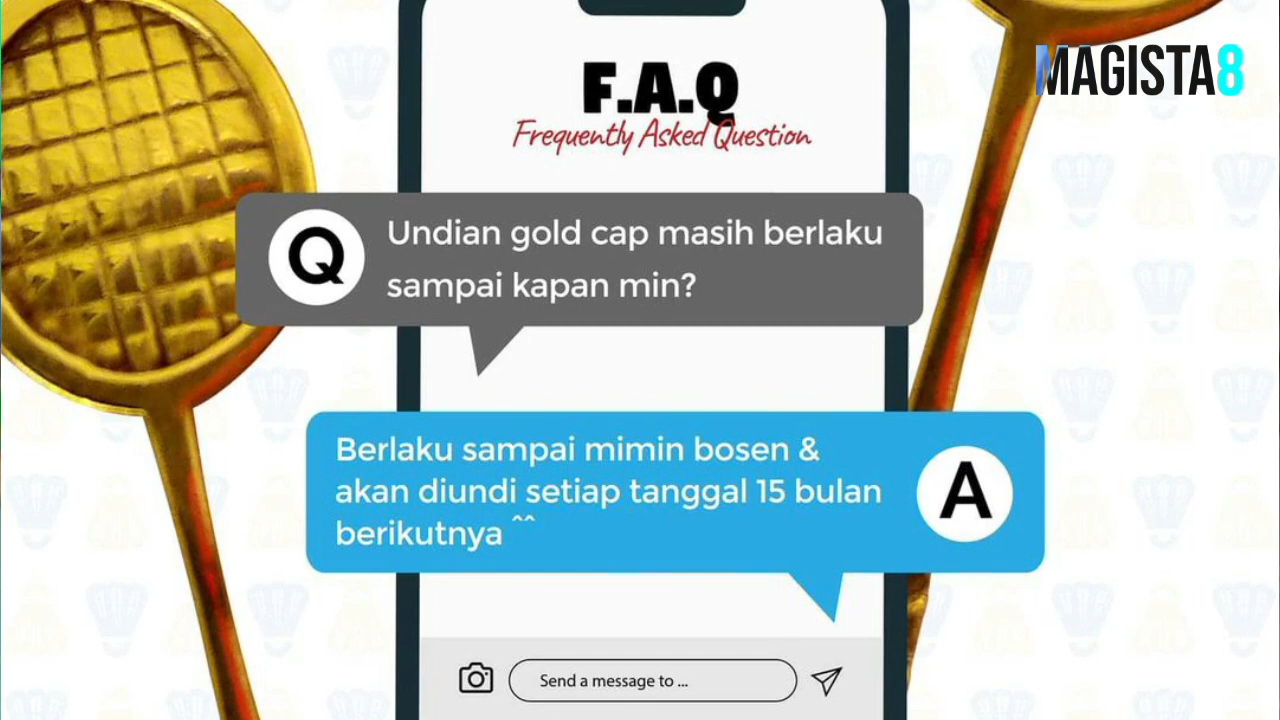 MAGISTA8
F.A.Q
Frequently Asked Question
Q
Undian gold cap masih berlaku
sampai kapan min?
Berlaku sampai mimin bosen &
akan diundi setiap tanggal 15 bulan
berikutnya ^^
A
Send a message to ...